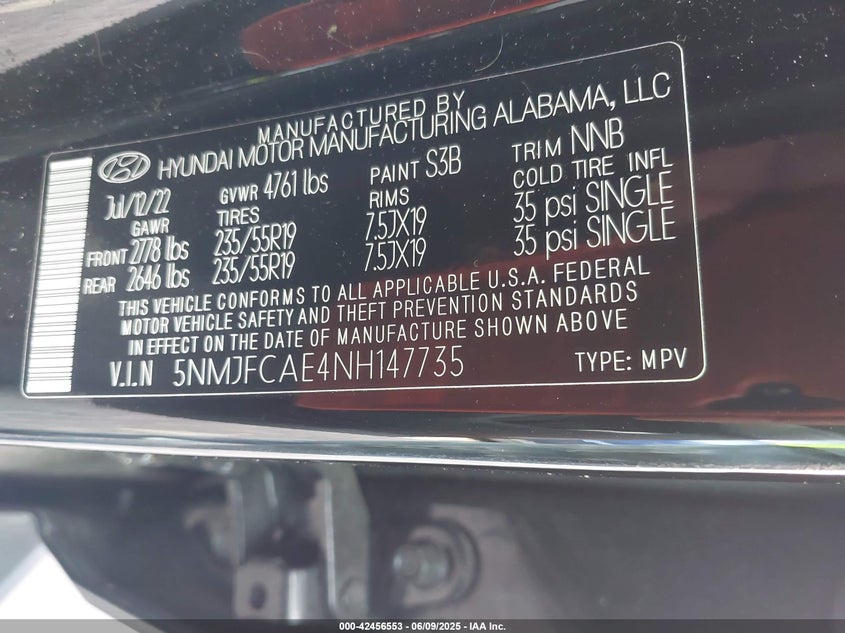 MANUFACTURED BY
HYUNDAI MOTOR MANUFACTURING ALABAMA, LLC
Jul/12/22 GVWR 4761 lbs PAINT S3B TRIM NNB
GAWR TIRES RIMS COLD TIRE INFL
FRONT 2778 lbs 235/55R19 7.5JX19 35 psi SINGLE
REAR 2646 lbs 235/55R19 7.5JX19 35 psi SINGLE
THIS VEHICLE CONFORMS TO ALL APPLICABLE U.S.A. FEDERAL
MOTOR VEHICLE SAFETY AND THEFT PREVENTION STANDARDS
IN EFFECT ON THE DATE OF MANUFACTURE SHOWN ABOVE
V.I.N 5NMJFCAE4NH147735 TYPE: MPV
000-42456553 - 06/09/2025 - IAA Inc.